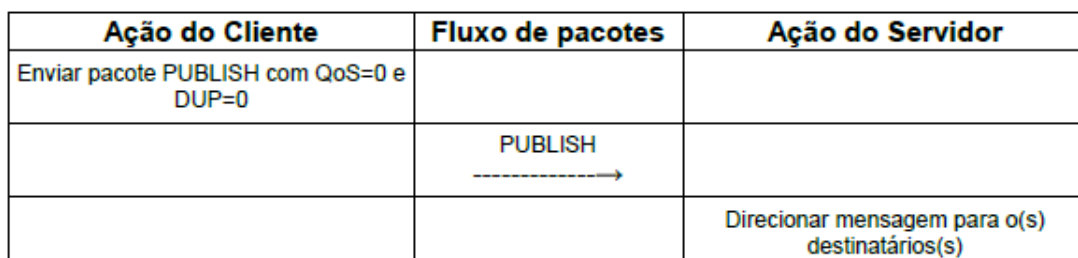 Ação do Cliente
Fluxo de pacotes
Ação do Servidor
Enviar pacote PUBLISH com QoS=0 e
DUP=0
PUBLISH
-------------→
Direcionar mensagem para o(s)
destinatários(s)